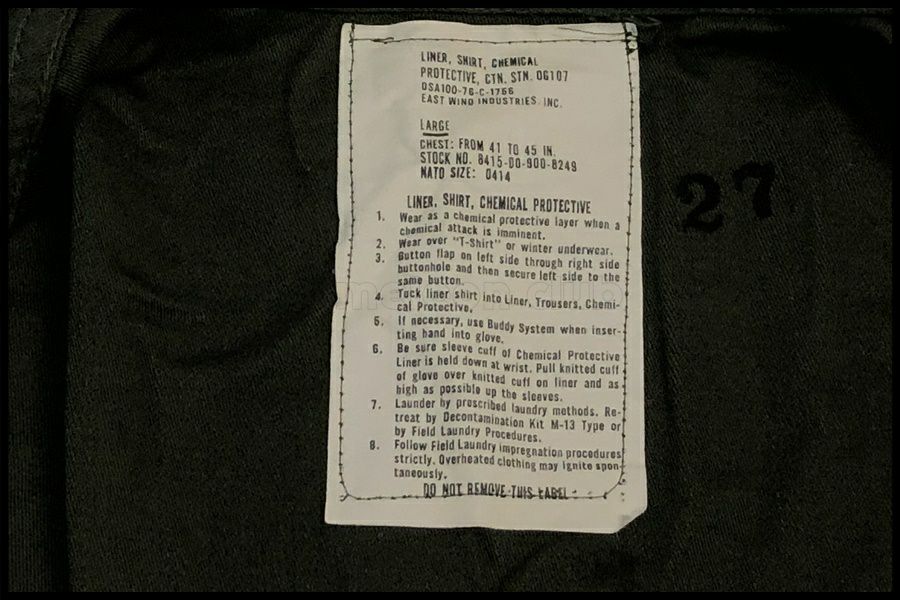 LINER, SHIRT, CHEMICAL
PROTECTIVE, CTN. STN. OG107
DSA100-76-C-1766
EAST WIND INDUSTRIES, INC.
LARGE
CHEST: FROM 41 TO 45 IN.
STOCK NO. 8415-00-900-8249
NATO SIZE: 0414
27
LINER, SHIRT, CHEMICAL PROTECTIVE
1. Wear as a chemical protective layer when a
chemical attack is imminent.
2. Wear over "T-Shirt" or winter underwear.
3. Button flap on left side through right side
buttonhole and then secure left side to the
same button.
4. Tuck liner shirt into Liner, Trousers, Chemi-
cal Protective.
5. If necessary, use Buddy System when inser-
ting hand into glove.
6. Be sure sleeve cuff of Chemical Protective
Liner is held down at wrist. Pull knitted cuff
of glove over knitted cuff on liner and as
high as possible up the sleeves.
7. Launder by prescribed laundry methods. Re-
treat by Decontamination Kit M-13 Type or
by Field Laundry Procedures.
8. Follow Field Laundry impregnation procedures
strictly. Overheated clothing may ignite spon-
taneously.
DO NOT REMOVE THIS LABEL